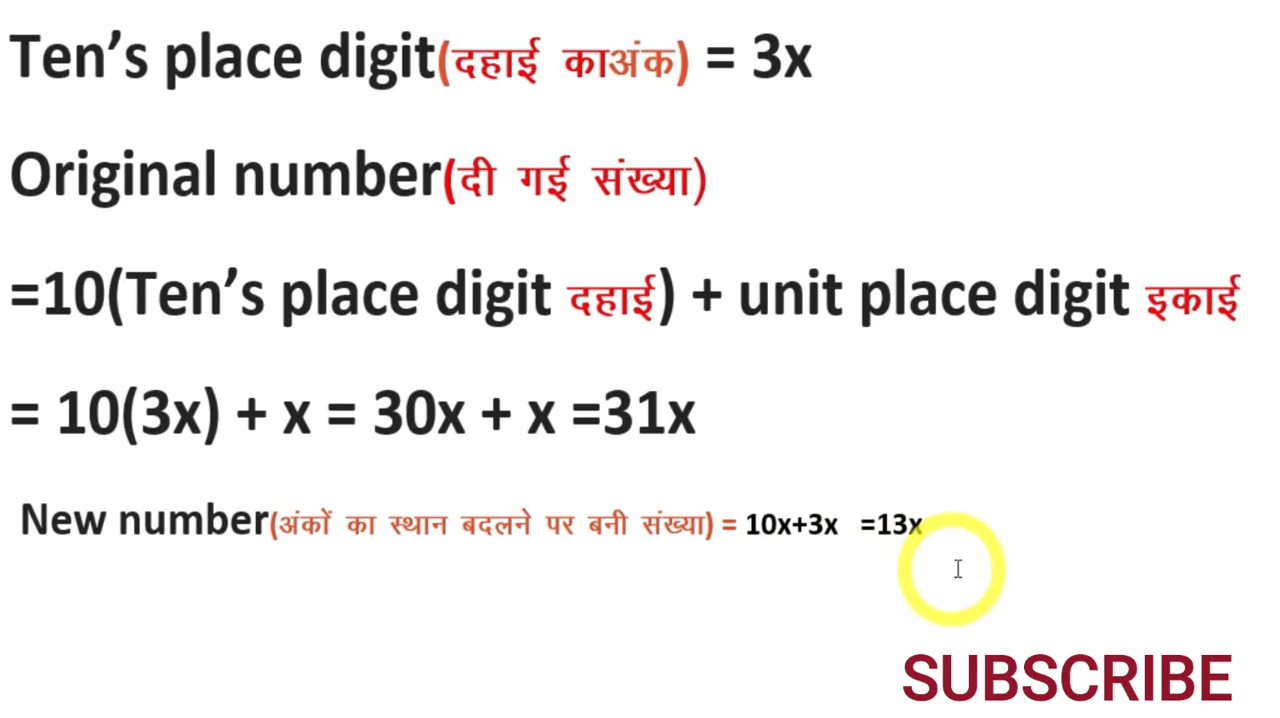 Ten’s place digit(दहाई काअंक) = 3x
Original number(दी गई संख्या)
=10(Ten’s place digit दहाई) + unit place digit इकाई
= 10(3x) + x = 30x + x =31x
New number(अंकों का स्थान बदलने पर बनी संख्या) = 10x+3x =13x
SUBSCRIBE